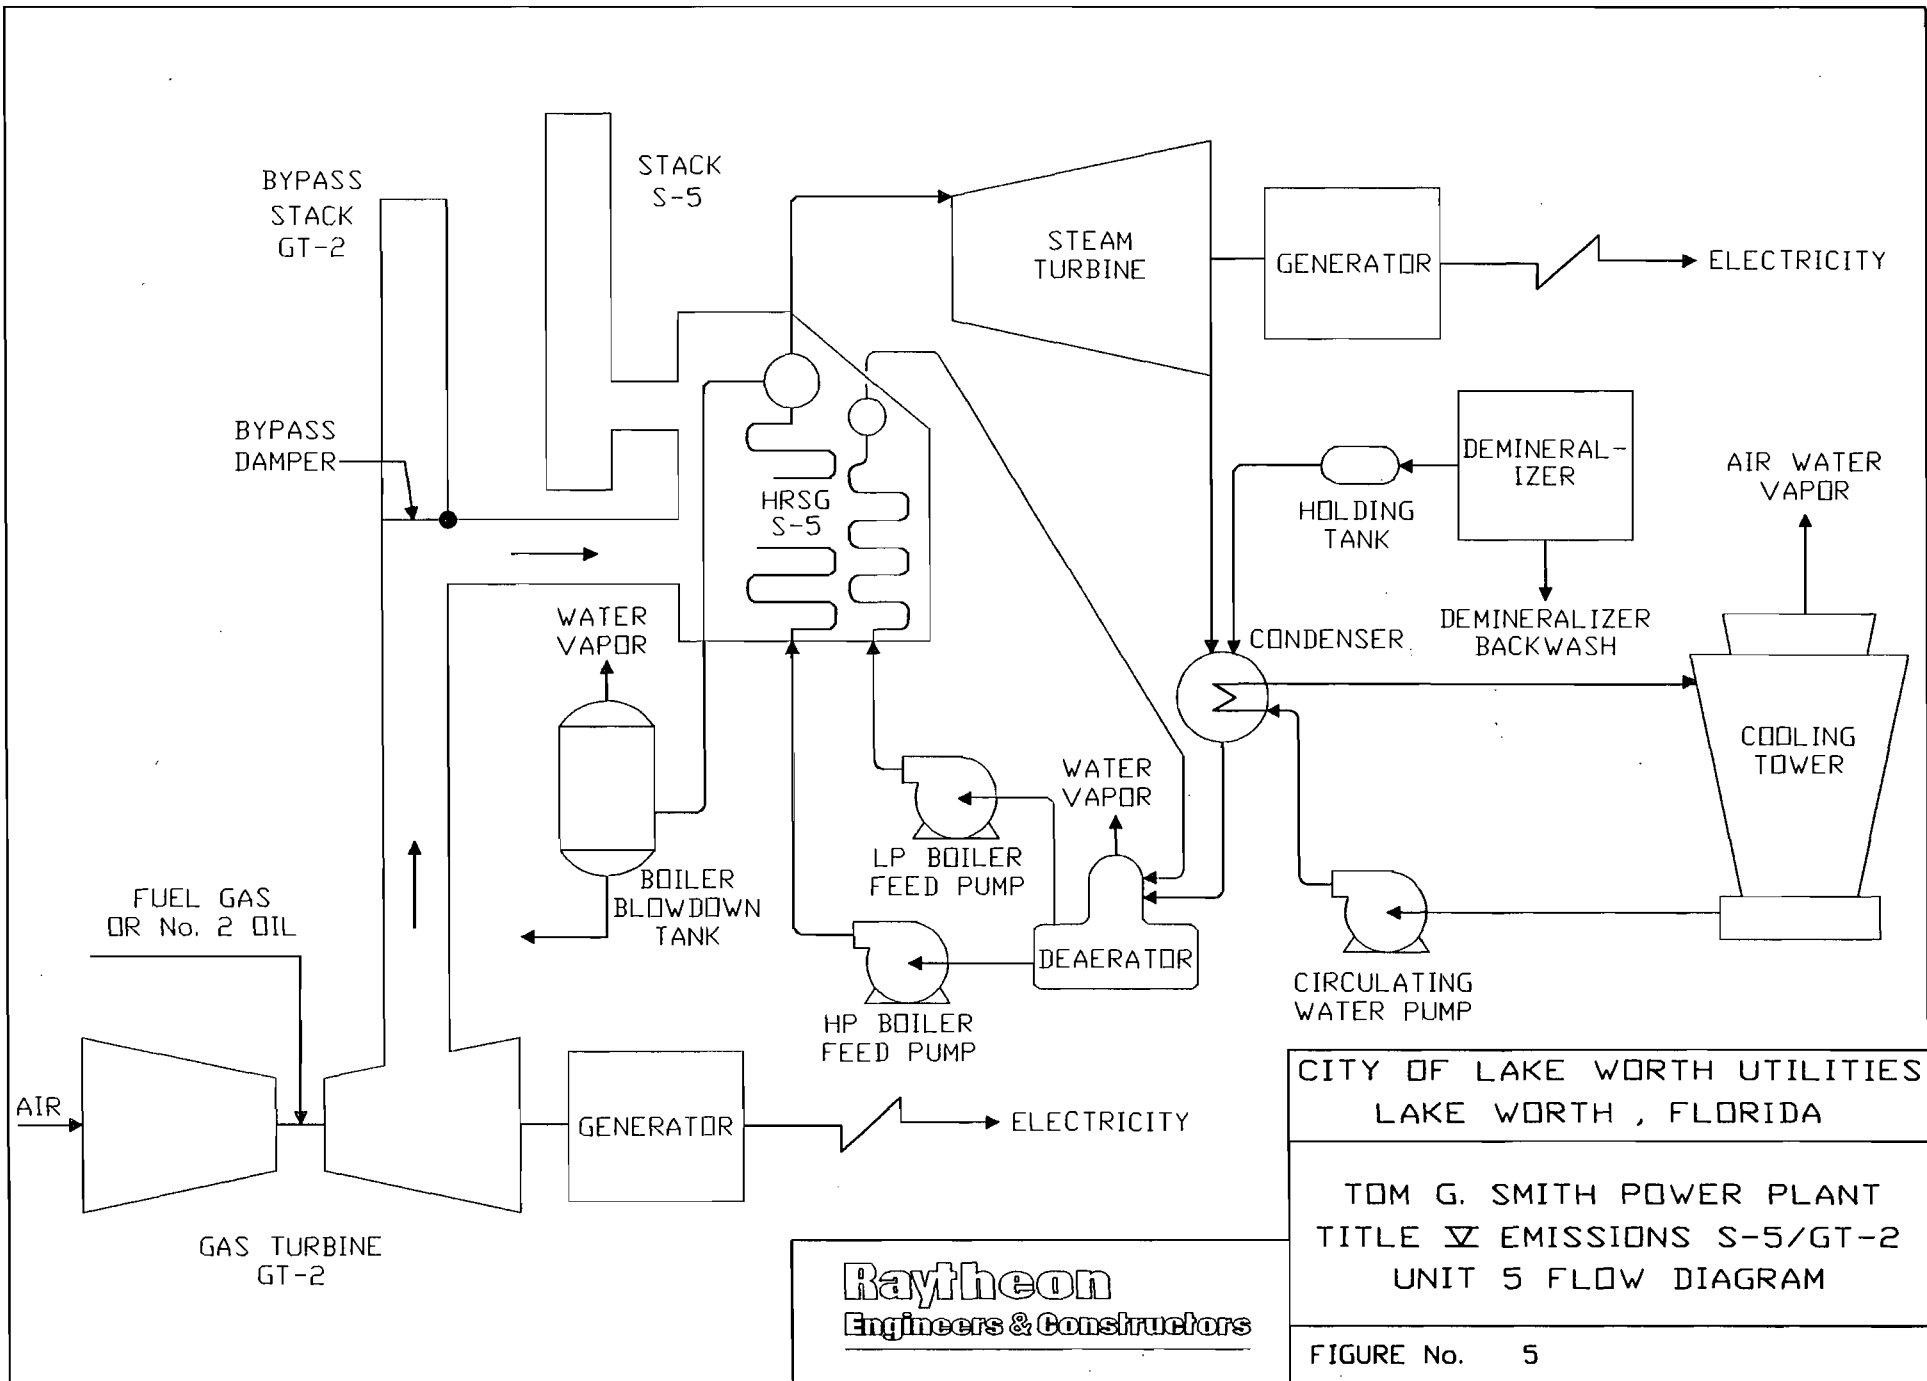 BYPASS
STACK
GT-2
STACK
S-5
STEAM
TURBINE
GENERATOR
ELECTRICITY
BYPASS
DAMPER
HRSG
S-5
DEMINERAL-
IZER
HOLDING
TANK
AIR WATER
VAPOR
DEMINERALIZER
BACKWASH
WATER
VAPOR
CONDENSER
COOLING
TOWER
WATER
VAPOR
LP BOILER
FEED PUMP
BOILER
BLOWDOWN
TANK
FUEL GAS
OR No. 2 OIL
DEAERATOR
CIRCULATING
WATER PUMP
HP BOILER
FEED PUMP
AIR
GENERATOR
ELECTRICITY
GAS TURBINE
GT-2
CITY OF LAKE WORTH UTILITIES
LAKE WORTH , FLORIDA
TOM G. SMITH POWER PLANT
TITLE V EMISSIONS S-5/GT-2
UNIT 5 FLOW DIAGRAM
Raytheon
Engineers & Constructors
FIGURE No. 5